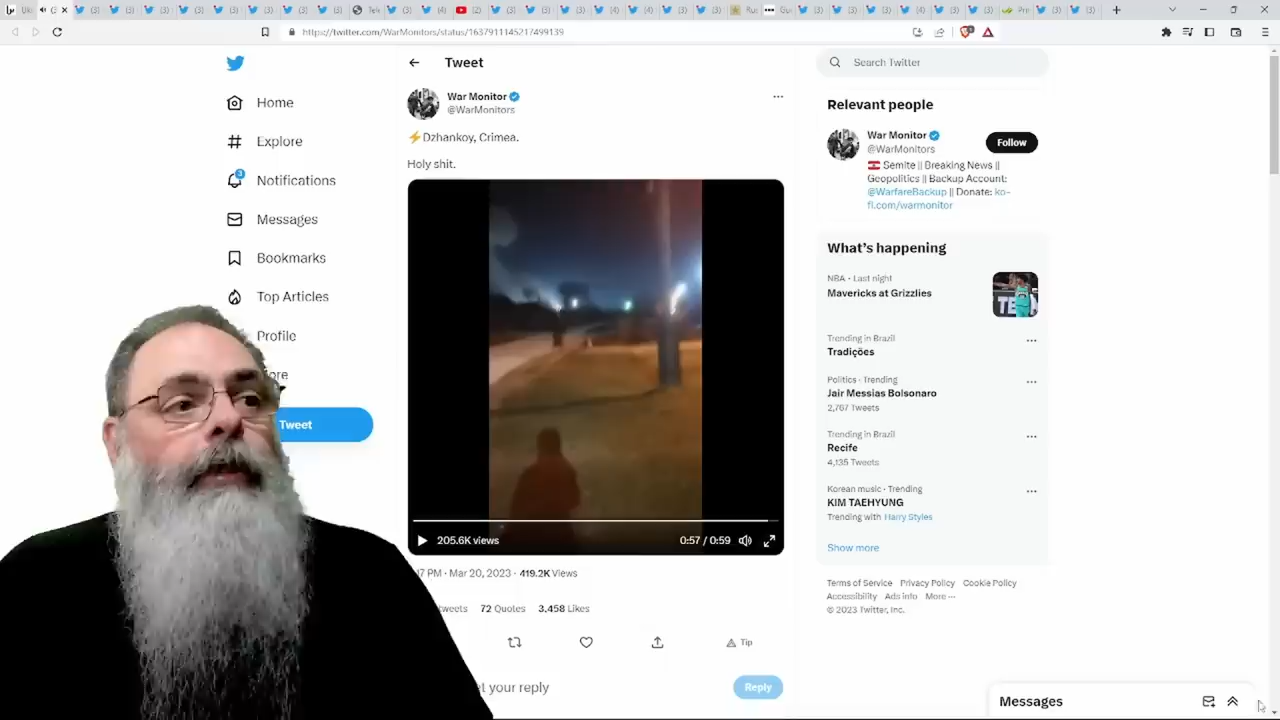 https://twitter.com/WarMonitors/status/1637911145217499139
Home
Explore
3
Notifications
Messages
Bookmarks
Top Articles
Profile
Tweet
Tweet
War Monitor
@WarMonitors
⚡Dzhankoy, Crimea.
Holy shit.
205.6K views
0:57 / 0:59
PM · Mar 20, 2023 · 419.2K Views
72 Quotes 3,458 Likes
Tip
your reply
Reply
Search Twitter
Relevant people
War Monitor
@WarMonitors
Follow
Semite || Breaking News ||
Geopolitics || Backup Account:
@WarfareBackup || Donate: ko-
fi.com/warmonitor
What's happening
NBA · Last night
Mavericks at Grizzlies
Trending in Brazil
Tradições
Politics · Trending
Jair Messias Bolsonaro
2,767 Tweets
Trending in Brazil
Recife
4,135 Tweets
Korean music · Trending
KIM TAEHYUNG
Trending with Harry Styles
Show more
Terms of Service Privacy Policy Cookie Policy
Accessibility Ads info More ···
© 2023 Twitter, Inc.
Messages